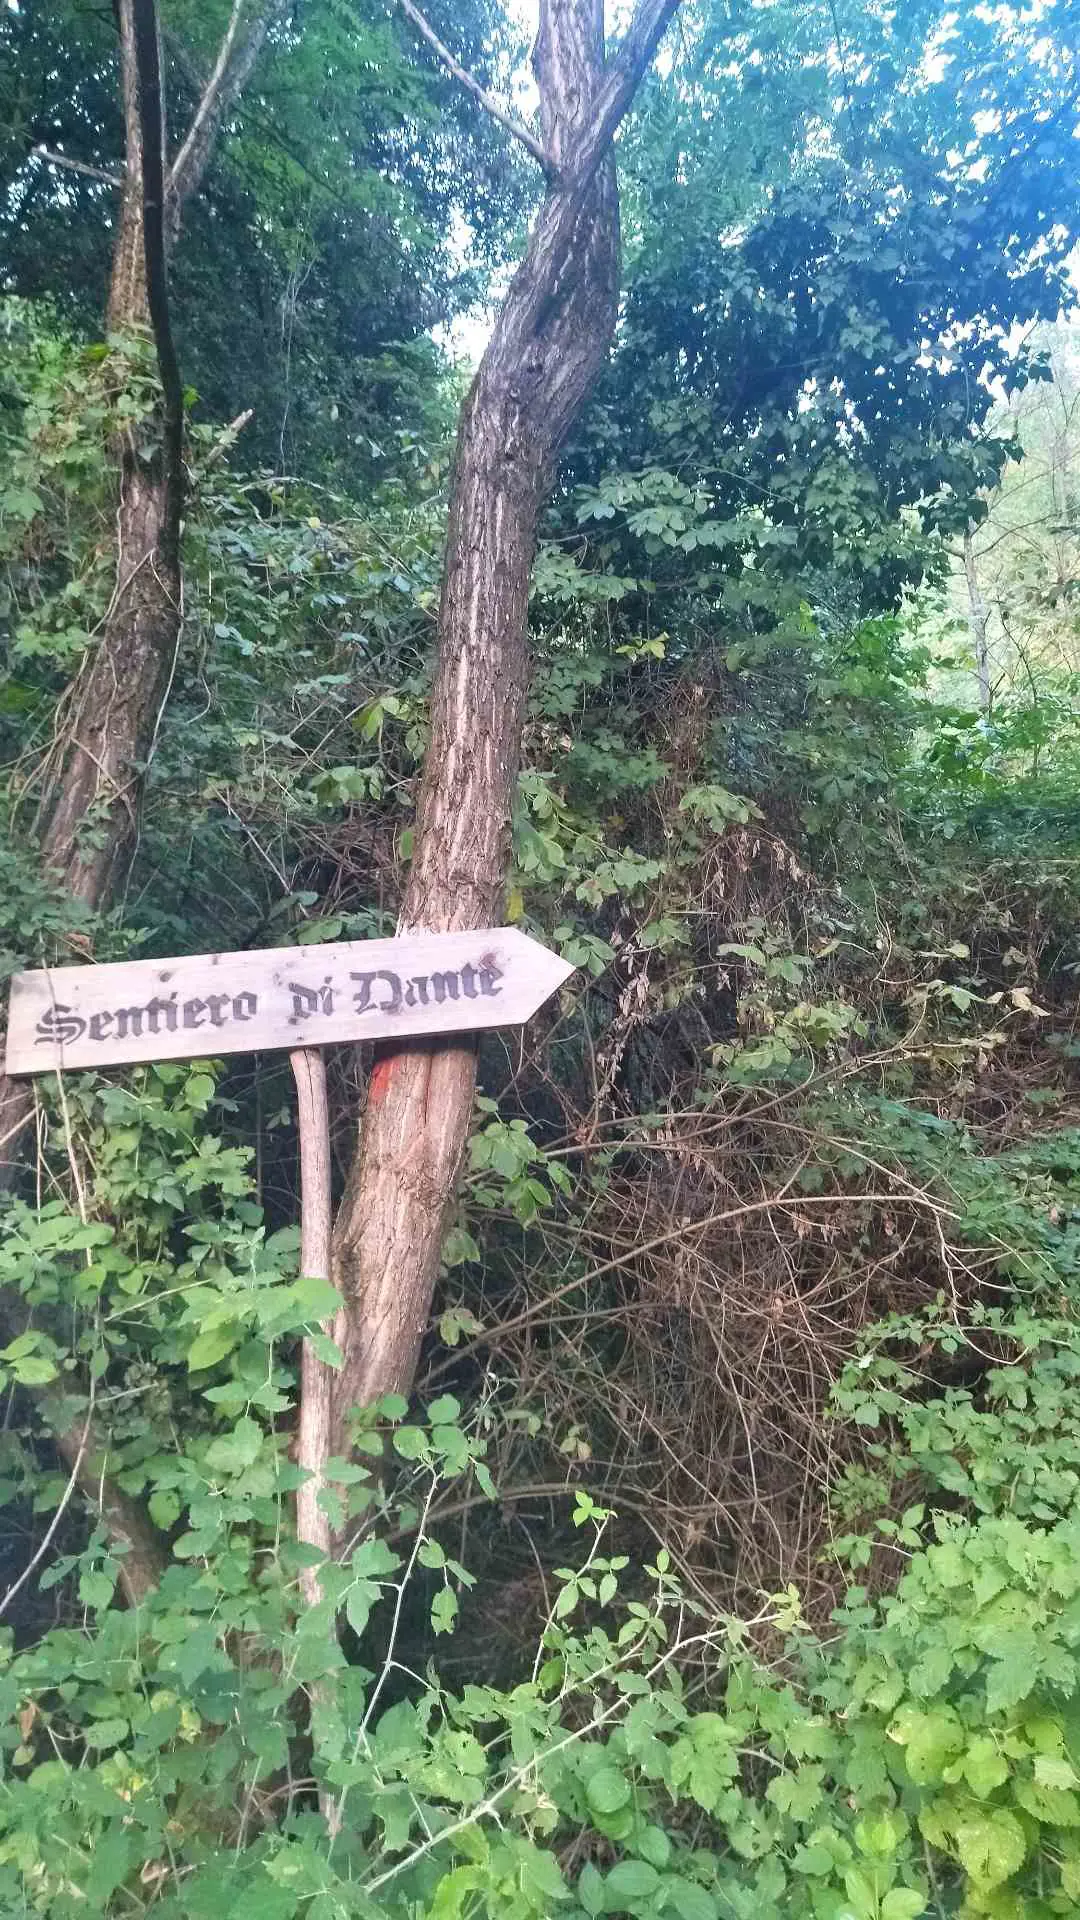 Sentiero di Dante